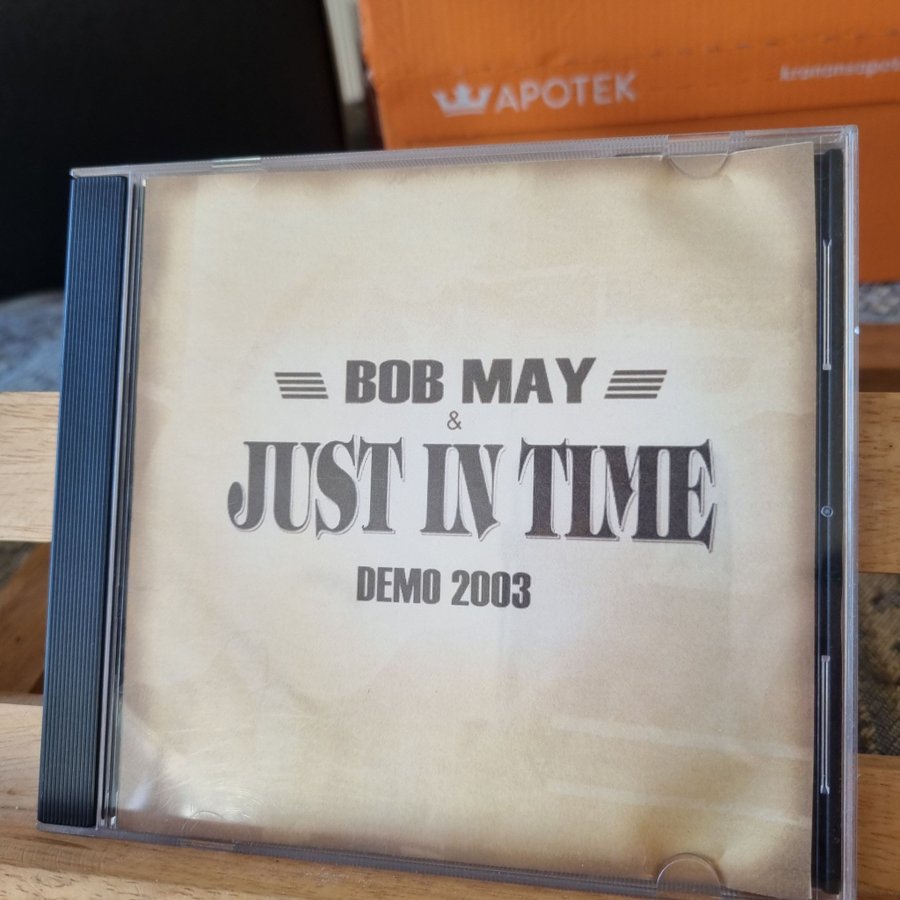 APOTEK
BOB MAY
&
JUST IN TIME
DEMO 2003